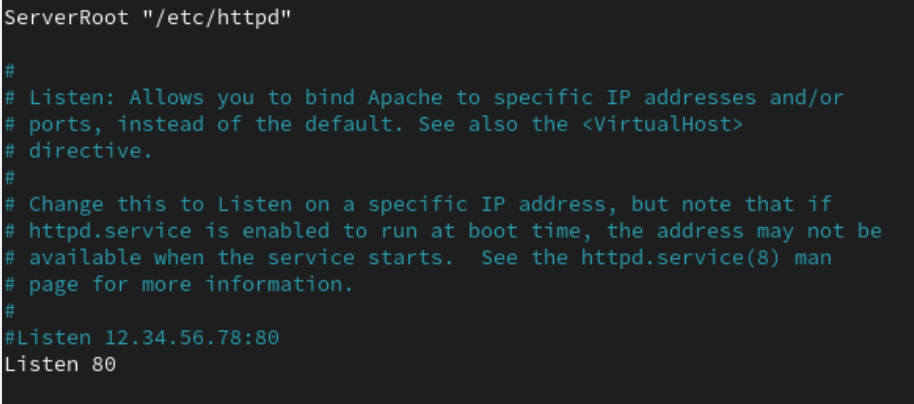 ServerRoot "/etc/httpd"
#
# Listen: Allows you to bind Apache to specific IP addresses and/or
# ports, instead of the default. See also the <VirtualHost>
# directive.
#
# Change this to Listen on a specific IP address, but note that if
# httpd.service is enabled to run at boot time, the address may not be
# available when the service starts.  See the httpd.service(8) man
# page for more information.
#
#Listen 12.34.56.78:80
Listen 80